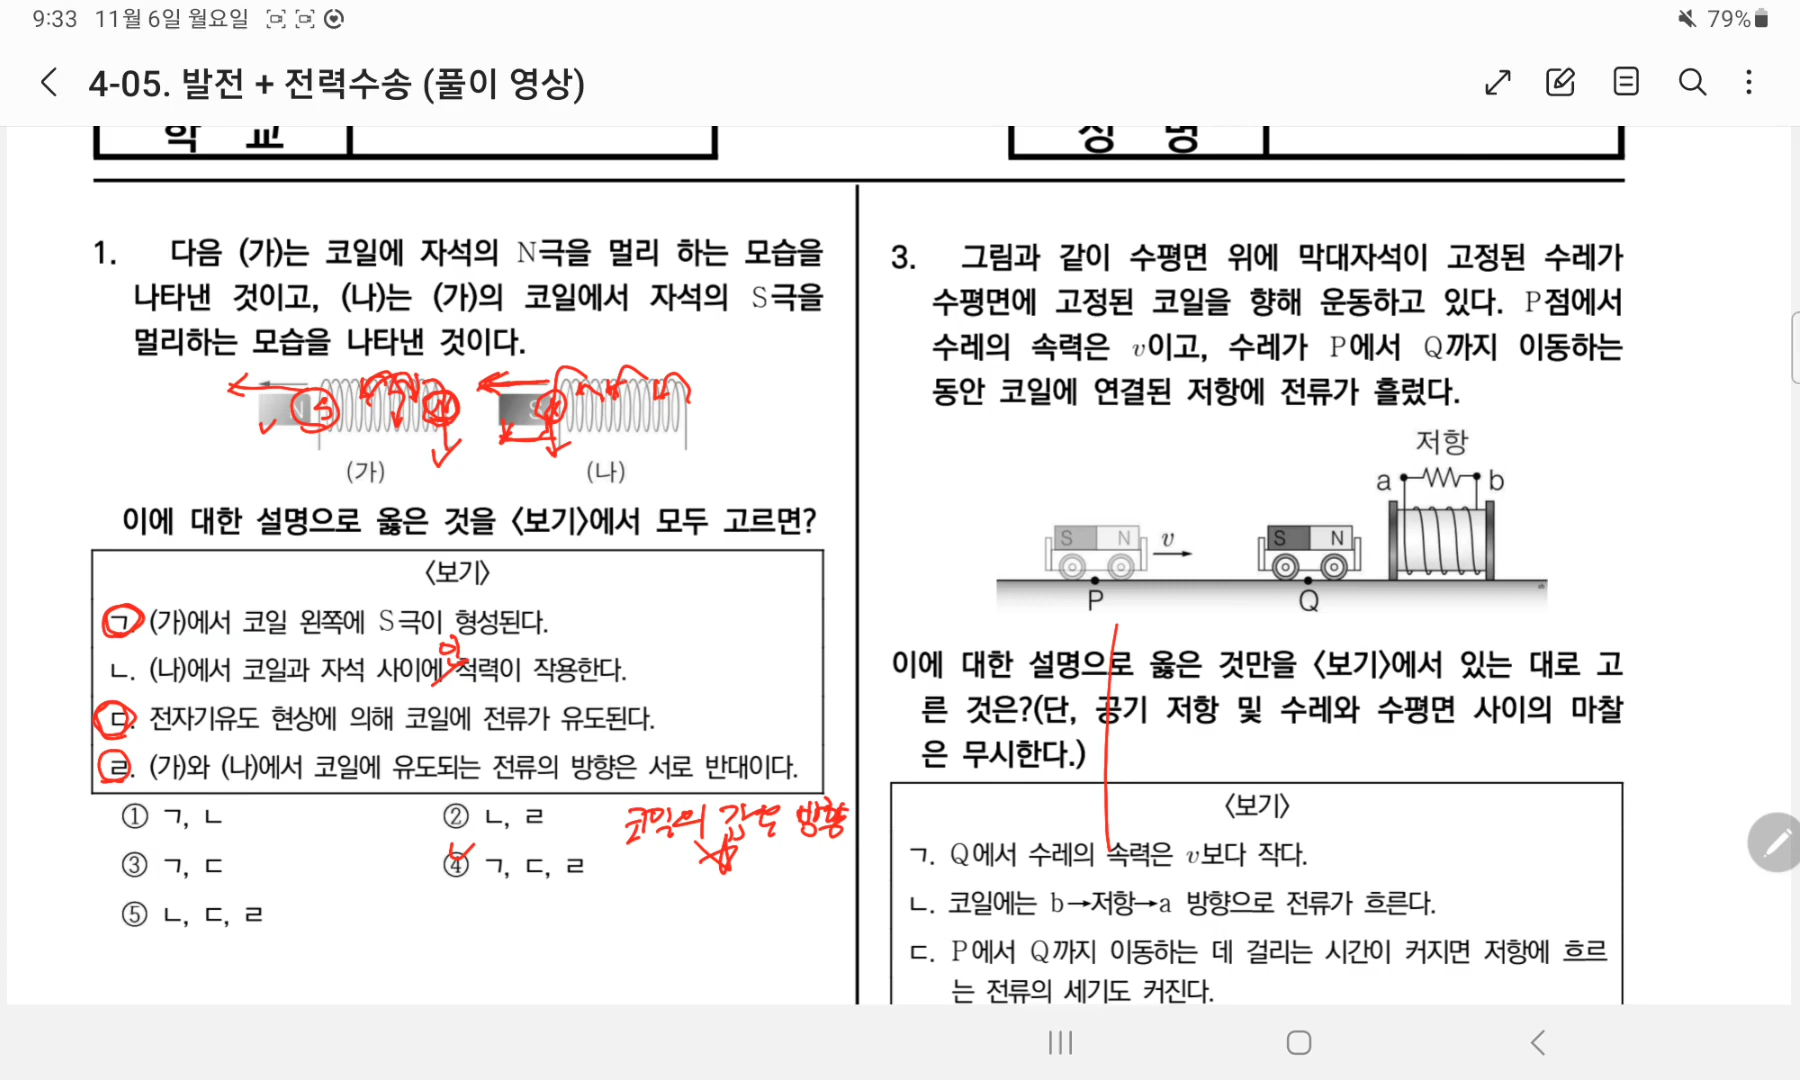 9:33 11월 6일 월요일
79%
4-05. 발전 + 전력수송 (풀이 영상)
학 교
성 명
1. 다음 (가)는 코일에 자석의 N극을 멀리 하는 모습을
나타낸 것이고, (나)는 (가)의 코일에서 자석의 S극을
멀리하는 모습을 나타낸 것이다.
N S N
S N
(가) (나)
이에 대한 설명으로 옳은 것을 〈보기〉에서 모두 고르면?
〈보기〉
ㄱ. (가)에서 코일 왼쪽에 S극이 형성된다.
인
ㄴ. (나)에서 코일과 자석 사이에 척력이 작용한다.
ㄷ. 전자기유도 현상에 의해 코일에 전류가 유도된다.
ㄹ. (가)와 (나)에서 코일에 유도되는 전류의 방향은 서로 반대이다.
① ㄱ, ㄴ ② ㄴ, ㄹ
코일의 감은 방향
③ ㄱ, ㄷ ④ ㄱ, ㄷ, ㄹ
⑤ ㄴ, ㄷ, ㄹ
3. 그림과 같이 수평면 위에 막대자석이 고정된 수레가
수평면에 고정된 코일을 향해 운동하고 있다. P점에서
수레의 속력은 v이고, 수레가 P에서 Q까지 이동하는
동안 코일에 연결된 저항에 전류가 흘렀다.
저항
a b
S N v S N
P Q
이에 대한 설명으로 옳은 것만을 〈보기〉에서 있는 대로 고
른 것은?(단, 공기 저항 및 수레와 수평면 사이의 마찰
은 무시한다.)
〈보기〉
ㄱ. Q에서 수레의 속력은 v보다 작다.
ㄴ. 코일에는 b→저항→a 방향으로 전류가 흐른다.
ㄷ. P에서 Q까지 이동하는 데 걸리는 시간이 커지면 저항에 흐르
는 전류의 세기도 커진다.